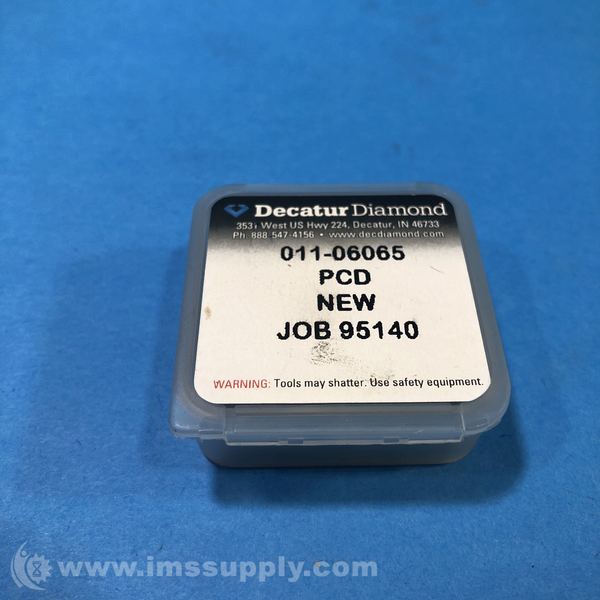 Decatur Diamond
3531 West US Hwy 224, Decatur, IN 46733
Ph. 888 547-4156 • www.decdiamond.com
011-06065
PCD
NEW
JOB 95140
WARNING: Tools may shatter. Use safety equipment.
www.imssupply.com